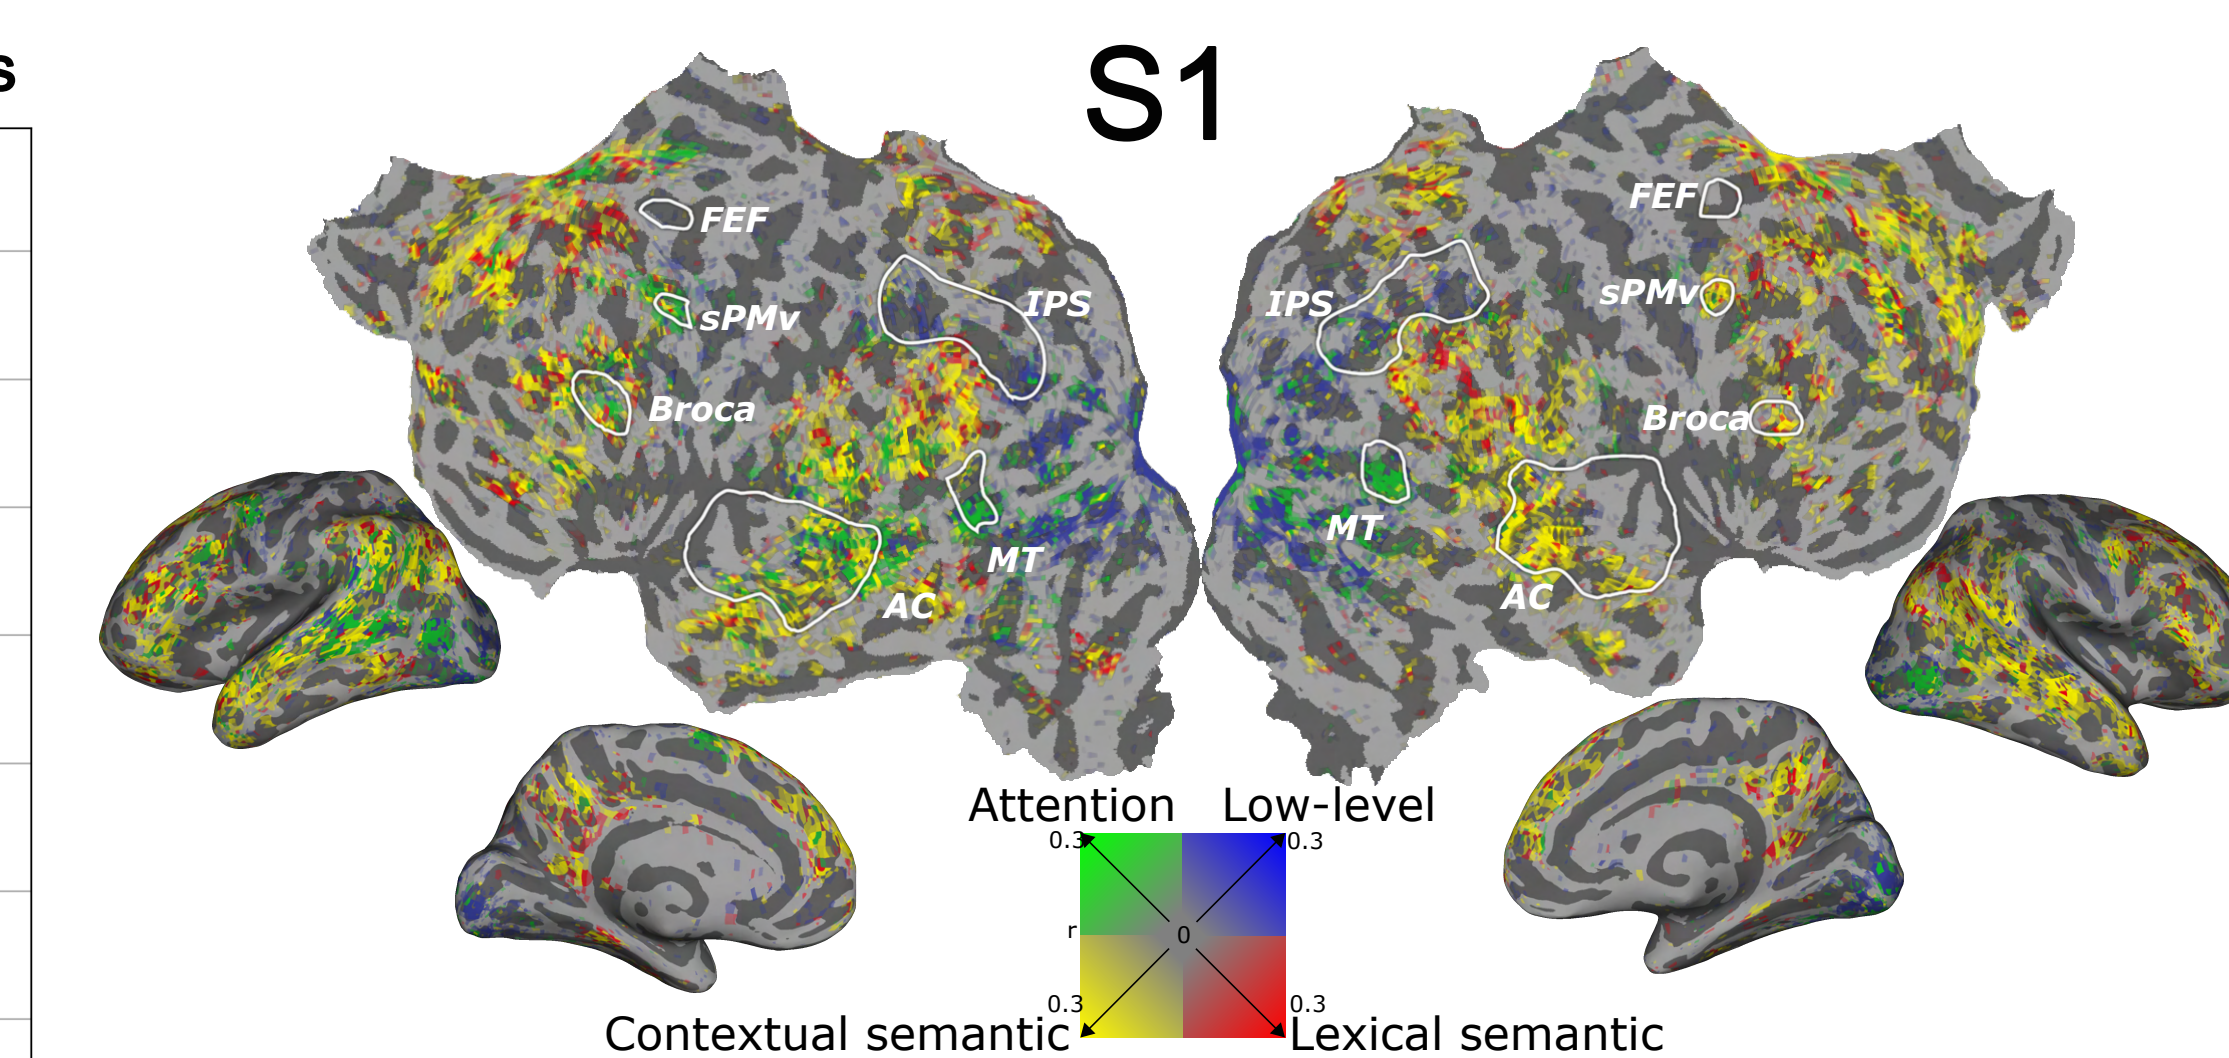 s
S1
FEF
sPMv
IPS
Broca
MT
AC
FEF
sPMv
IPS
Broca
MT
AC
Attention Low-level
0.3 0.3
r 0
0.3 0.3
Contextual semantic Lexical semantic